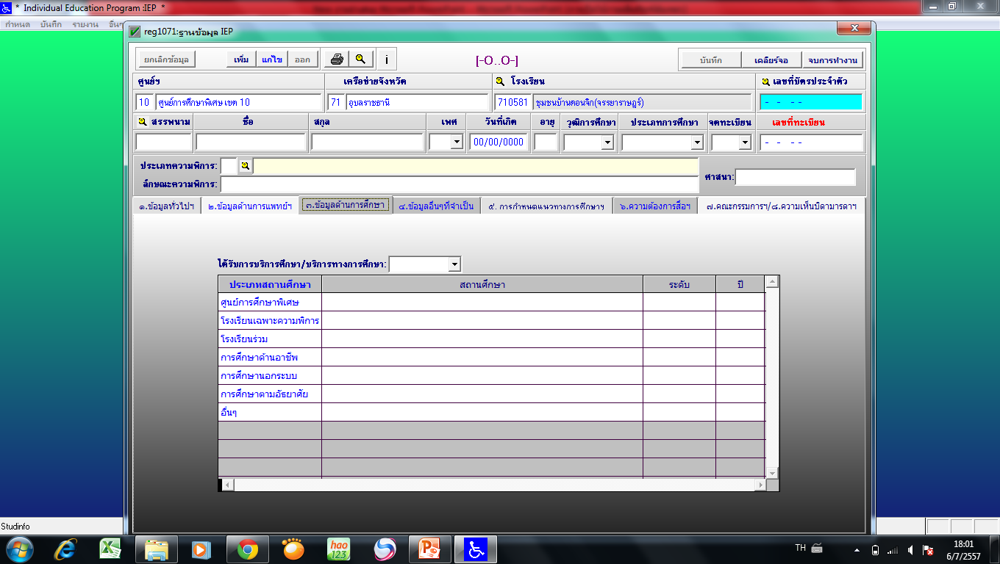 * Individual Education Program :IEP *
กำหนด บันทึก รายงาน อื่นๆ
reg1071:ฐานข้อมูล IEP
ยกเลิกข้อมูล เพิ่ม แก้ไข ออก i [-O..O-] บันทึก เคลียร์จอ จบการทำงาน
ศูนย์ฯ เครือข่ายจังหวัด โรงเรียน เลขที่บัตรประจำตัว
10 ศูนย์การศึกษาพิเศษ เขต 10 71 อุบลราชธานี 710581 ชุมชนบ้านดอนจิก(จรรยาราษฎร์) - - - -
สรรพนาม ชื่อ สกุล เพศ วันที่เกิด อายุ วุฒิการศึกษา ประเภทการศึกษา จดทะเบียน เลขที่ทะเบียน
00/00/0000 - - - -
ประเภทความพิการ:
ลักษณะความพิการ:
ศาสนา:
๑.ข้อมูลทั่วไปฯ ๒.ข้อมูลด้านการแพทย์ฯ ๓.ข้อมูลด้านการศึกษา ๔.ข้อมูลอื่นๆที่จำเป็น ๕. การกำหนดแนวทางการศึกษาฯ ๖.ความต้องการสื่อฯ ๗.คณะกรรมการฯ/๘.ความเห็นบิดามารดาฯ
ได้รับการบริการศึกษา/บริการทางการศึกษา:
ประเภทสถานศึกษา สถานศึกษา ระดับ ปี
ศูนย์การศึกษาพิเศษ
โรงเรียนเฉพาะความพิการ
โรงเรียนร่วม
การศึกษาด้านอาชีพ
การศึกษานอกระบบ
การศึกษาตามอัธยาศัย
อื่นๆ
Studinfo
hao
123
TH 18:01
6/7/2557